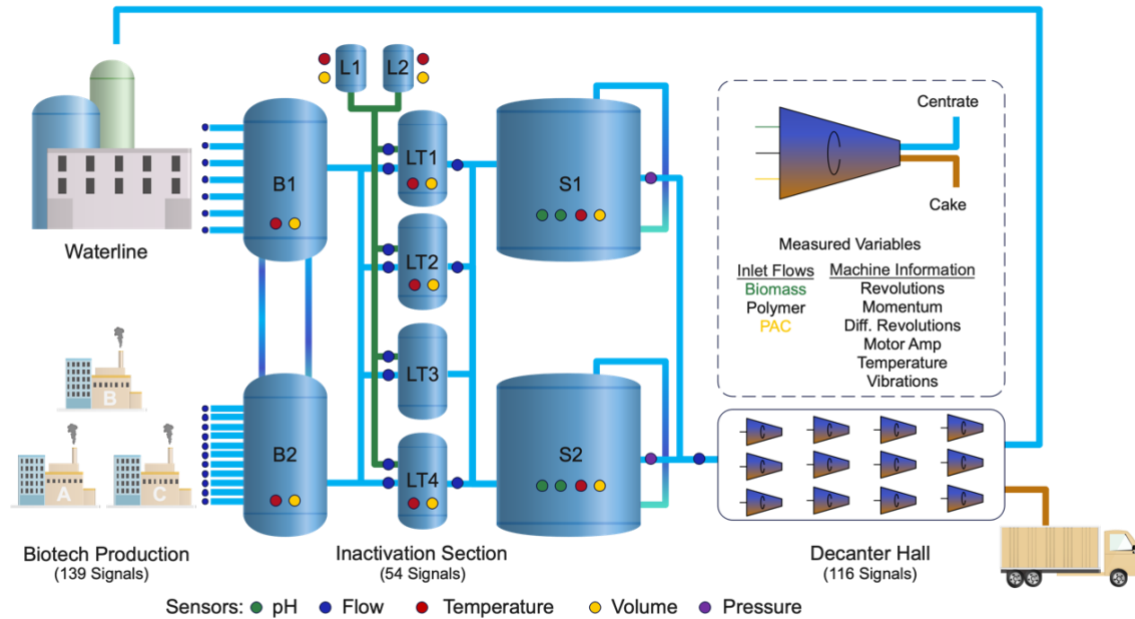 L1
L2
B1
LT1
S1
Centrate
C
Cake
Waterline
Measured Variables
Inlet Flows
Machine Information
Biomass
Revolutions
Polymer
Momentum
PAC
Diff. Revolutions
Motor Amp
Temperature
Vibrations
LT2
LT3
B
A
C
B2
LT4
S2
C
C
C
C
C
C
C
C
C
C
C
C
Biotech Production
(139 Signals)
Inactivation Section
(54 Signals)
Decanter Hall
(116 Signals)
Sensors: pH Flow Temperature Volume Pressure